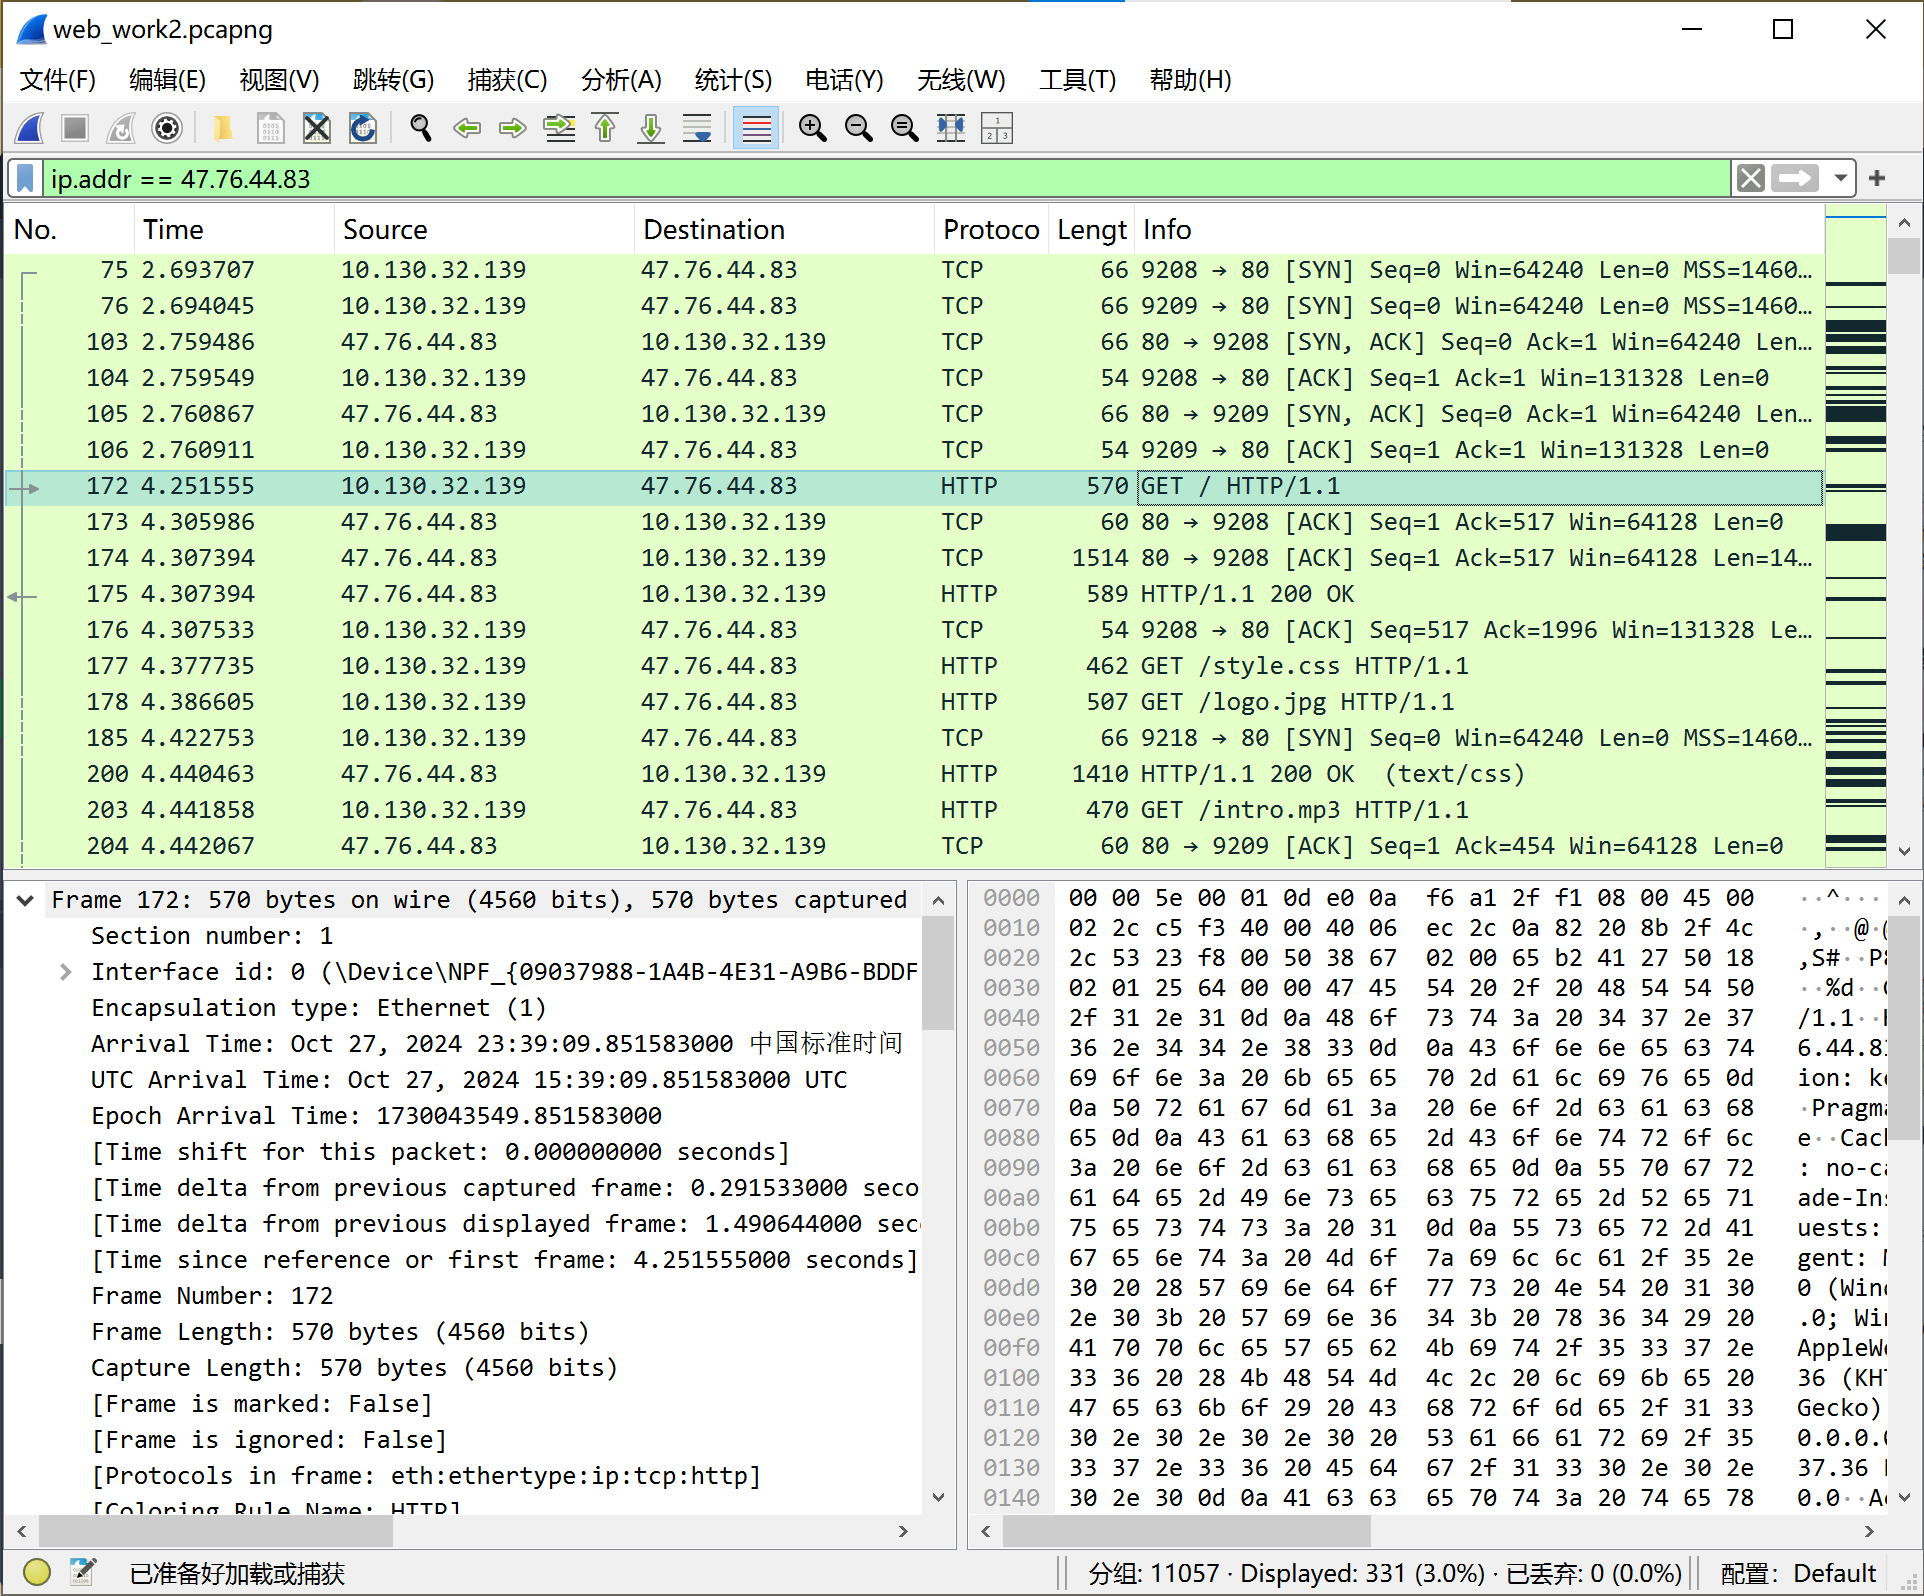 web_work2.pcapng
文件(F) 编辑(E) 视图(V) 跳转(G) 捕获(C) 分析(A) 统计(S) 电话(Y) 无线(W) 工具(T) 帮助(H)
ip.addr == 47.76.44.83
No. Time Source Destination Protoco Lengt Info
75 2.693707 10.130.32.139 47.76.44.83 TCP 66 9208 → 80 [SYN] Seq=0 Win=64240 Len=0 MSS=1460…
76 2.694045 10.130.32.139 47.76.44.83 TCP 66 9209 → 80 [SYN] Seq=0 Win=64240 Len=0 MSS=1460…
103 2.759486 47.76.44.83 10.130.32.139 TCP 66 80 → 9208 [SYN, ACK] Seq=0 Ack=1 Win=64240 Len…
104 2.759549 10.130.32.139 47.76.44.83 TCP 54 9208 → 80 [ACK] Seq=1 Ack=1 Win=131328 Len=0
105 2.760867 47.76.44.83 10.130.32.139 TCP 66 80 → 9209 [SYN, ACK] Seq=0 Ack=1 Win=64240 Len…
106 2.760911 10.130.32.139 47.76.44.83 TCP 54 9209 → 80 [ACK] Seq=1 Ack=1 Win=131328 Len=0
172 4.251555 10.130.32.139 47.76.44.83 HTTP 570 GET / HTTP/1.1
173 4.305986 47.76.44.83 10.130.32.139 TCP 60 80 → 9208 [ACK] Seq=1 Ack=517 Win=64128 Len=0
174 4.307394 47.76.44.83 10.130.32.139 TCP 1514 80 → 9208 [ACK] Seq=1 Ack=517 Win=64128 Len=14…
175 4.307394 47.76.44.83 10.130.32.139 HTTP 589 HTTP/1.1 200 OK
176 4.307533 10.130.32.139 47.76.44.83 TCP 54 9208 → 80 [ACK] Seq=517 Ack=1996 Win=131328 Le…
177 4.377735 10.130.32.139 47.76.44.83 HTTP 462 GET /style.css HTTP/1.1
178 4.386605 10.130.32.139 47.76.44.83 HTTP 507 GET /logo.jpg HTTP/1.1
185 4.422753 10.130.32.139 47.76.44.83 TCP 66 9218 → 80 [SYN] Seq=0 Win=64240 Len=0 MSS=1460…
200 4.440463 47.76.44.83 10.130.32.139 HTTP 1410 HTTP/1.1 200 OK (text/css)
203 4.441858 10.130.32.139 47.76.44.83 HTTP 470 GET /intro.mp3 HTTP/1.1
204 4.442067 47.76.44.83 10.130.32.139 TCP 60 80 → 9209 [ACK] Seq=1 Ack=454 Win=64128 Len=0
Frame 172: 570 bytes on wire (4560 bits), 570 bytes captured
Section number: 1
Interface id: 0 (\Device\NPF_{09037988-1A4B-4E31-A9B6-BDDF
Encapsulation type: Ethernet (1)
Arrival Time: Oct 27, 2024 23:39:09.851583000 中国标准时间
UTC Arrival Time: Oct 27, 2024 15:39:09.851583000 UTC
Epoch Arrival Time: 1730043549.851583000
[Time shift for this packet: 0.000000000 seconds]
[Time delta from previous captured frame: 0.291533000 seco
[Time delta from previous displayed frame: 1.490644000 sec
[Time since reference or first frame: 4.251555000 seconds]
Frame Number: 172
Frame Length: 570 bytes (4560 bits)
Capture Length: 570 bytes (4560 bits)
[Frame is marked: False]
[Frame is ignored: False]
[Protocols in frame: eth:ethertype:ip:tcp:http]
[Coloring Rule Name: HTTP]
0000 00 00 5e 00 01 0d e0 0a f6 a1 2f f1 08 00 45 00 ··^····
0010 02 2c c5 f3 40 00 40 06 ec 2c 0a 82 20 8b 2f 4c ·,··@·@
0020 2c 53 23 f8 00 50 38 67 02 00 65 b2 41 27 50 18 ,S#··P8
0030 02 01 25 64 00 00 47 45 54 20 2f 20 48 54 54 50 ··%d··G
0040 2f 31 2e 31 0d 0a 48 6f 73 74 3a 20 34 37 2e 37 /1.1··H
0050 36 2e 34 34 2e 38 33 0d 0a 43 6f 6e 6e 65 63 74 6.44.83
0060 69 6f 6e 3a 20 6b 65 65 70 2d 61 6c 69 76 65 0d ion: ke
0070 0a 50 72 61 67 6d 61 3a 20 6e 6f 2d 63 61 63 68 ·Pragma
0080 65 0d 0a 43 61 63 68 65 2d 43 6f 6e 74 72 6f 6c e··Cach
0090 3a 20 6e 6f 2d 63 61 63 68 65 0d 0a 55 70 67 72 : no-ca
00a0 61 64 65 2d 49 6e 73 65 63 75 72 65 2d 52 65 71 ade-Ins
00b0 75 65 73 74 73 3a 20 31 0d 0a 55 73 65 72 2d 41 uests:
00c0 67 65 6e 74 3a 20 4d 6f 7a 69 6c 6c 61 2f 35 2e gent: M
00d0 30 20 28 57 69 6e 64 6f 77 73 20 4e 54 20 31 30 0 (Wind
00e0 2e 30 3b 20 57 69 6e 36 34 3b 20 78 36 34 29 20 .0; Win
00f0 41 70 70 6c 65 57 65 62 4b 69 74 2f 35 33 37 2e AppleWe
0100 33 36 20 28 4b 48 54 4d 4c 2c 20 6c 69 6b 65 20 36 (KHT
0110 47 65 63 6b 6f 29 20 43 68 72 6f 6d 65 2f 31 33 Gecko)
0120 30 2e 30 2e 30 2e 30 20 53 61 66 61 72 69 2f 35 0.0.0.0
0130 33 37 2e 33 36 20 45 64 67 2f 31 33 30 2e 30 2e 37.36
0140 30 2e 30 0d 0a 41 63 63 65 70 74 3a 20 74 65 78 0.0··Ac
已准备好加载或捕获 分组: 11057 · Displayed: 331 (3.0%) · 已丢弃: 0 (0.0%) 配置: Default